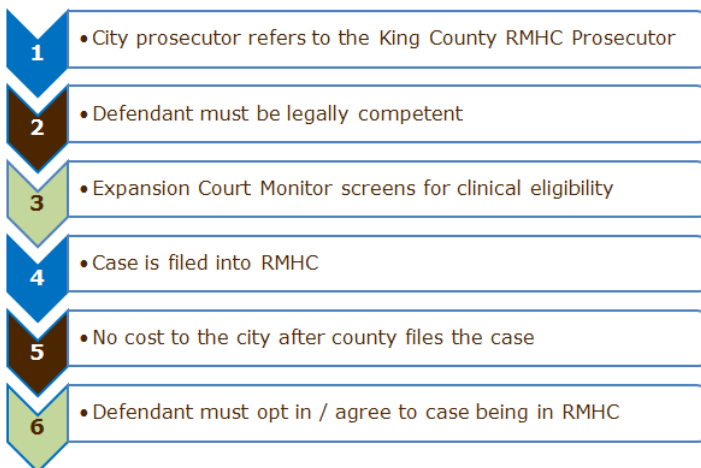 1
• City prosecutor refers to the King County RMHC Prosecutor
2
• Defendant must be legally competent
3
• Expansion Court Monitor screens for clinical eligibility
4
• Case is filed into RMHC
5
• No cost to the city after county files the case
6
• Defendant must opt in / agree to case being in RMHC